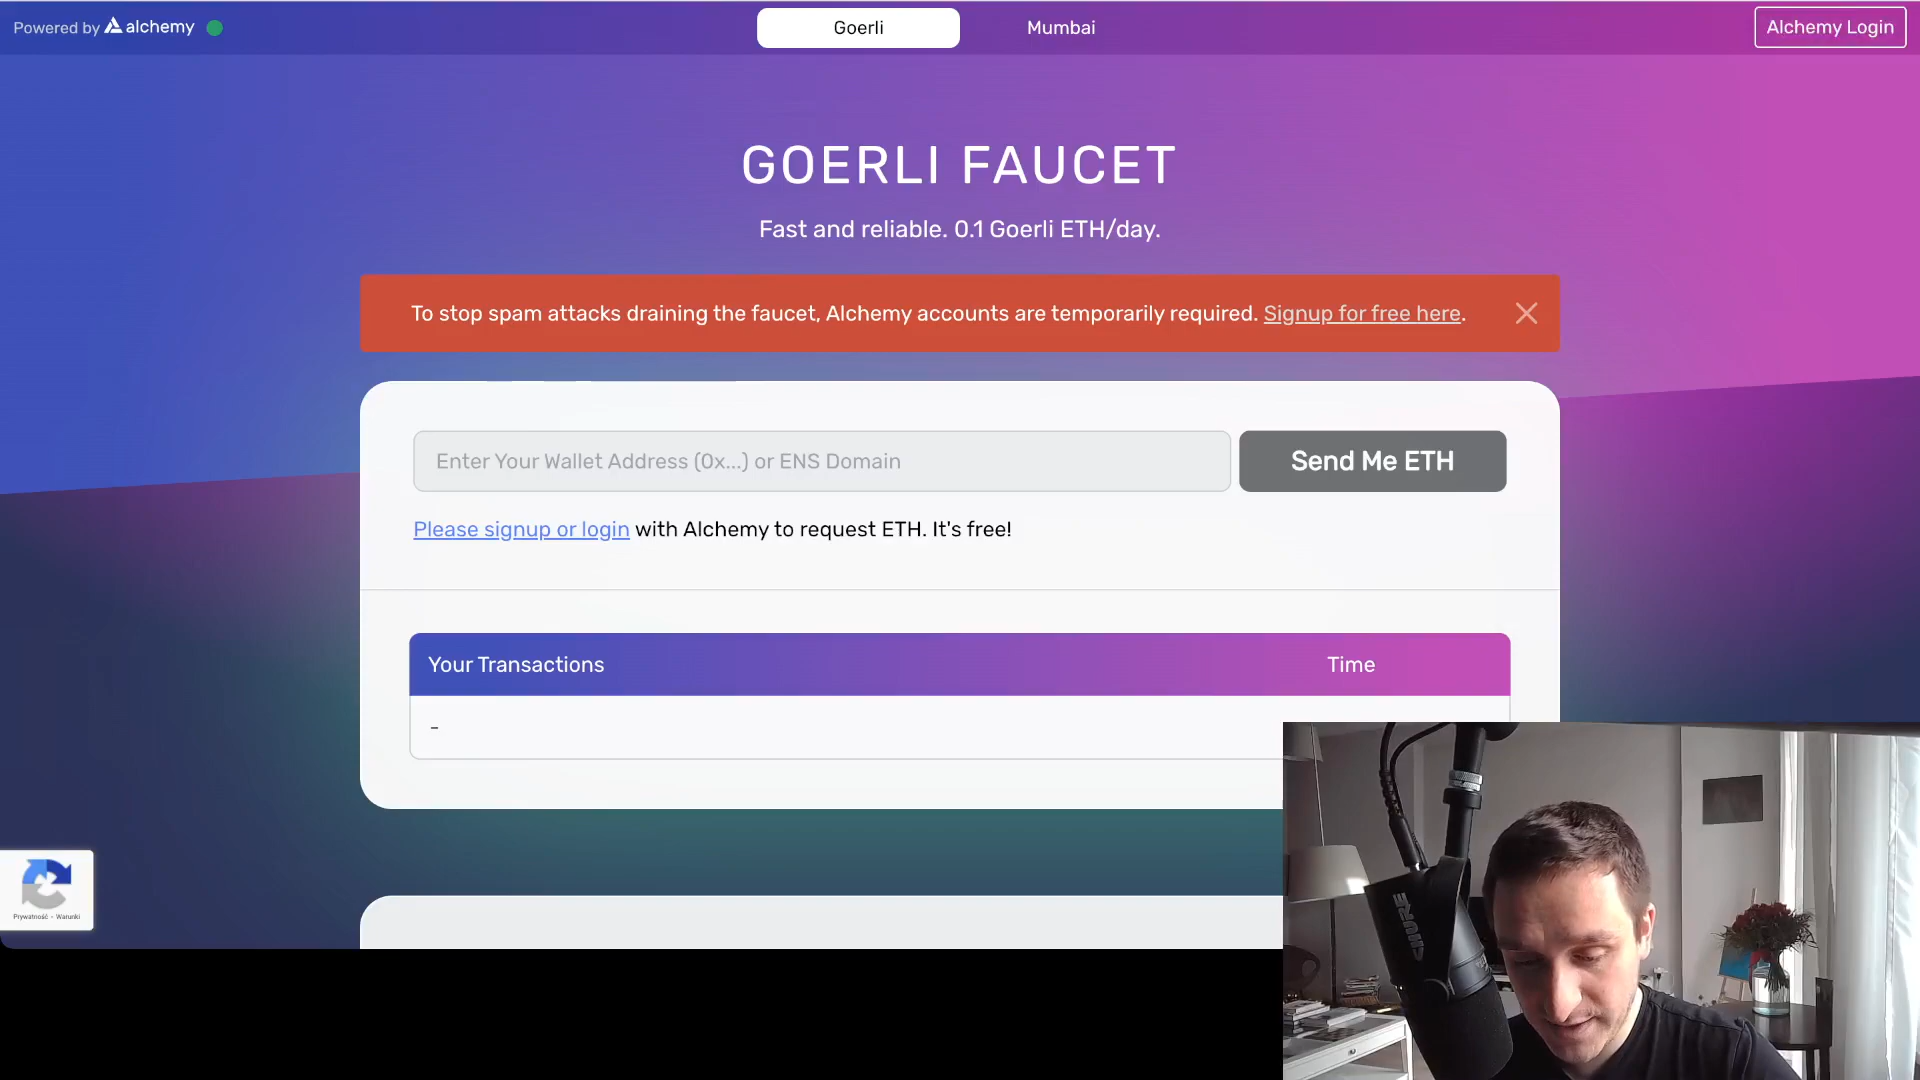 Powered by alchemy
Goerli
Mumbai
Alchemy Login
GOERLI FAUCET
Fast and reliable. 0.1 Goerli ETH/day.
To stop spam attacks draining the faucet, Alchemy accounts are temporarily required. Signup for free here.
Enter Your Wallet Address (0x...) or ENS Domain
Send Me ETH
Please signup or login with Alchemy to request ETH. It's free!
Your Transactions
Time
-
Prywatność - Warunki
SHURE